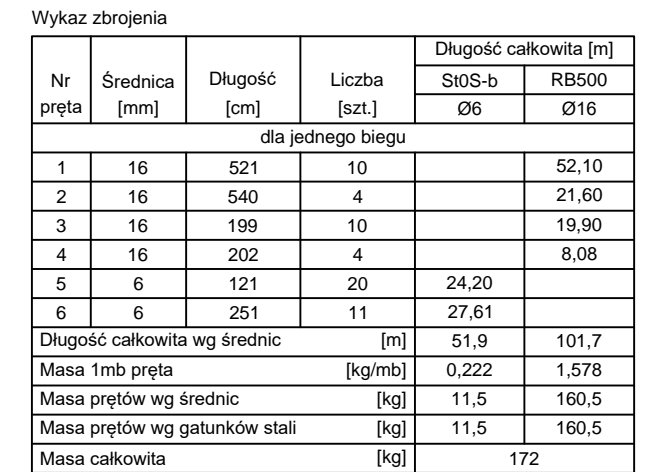 Wykaz zbrojenia
Długość całkowita [m]
Nr Średnica Długość Liczba St0S-b RB500
pręta [mm] [cm] [szt.] Ø6 Ø16
dla jednego biegu
1 16 521 10 52,10
2 16 540 4 21,60
3 16 199 10 19,90
4 16 202 4 8,08
5 6 121 20 24,20
6 6 251 11 27,61
Długość całkowita wg średnic [m] 51,9 101,7
Masa 1mb pręta [kg/mb] 0,222 1,578
Masa prętów wg średnic [kg] 11,5 160,5
Masa prętów wg gatunków stali [kg] 11,5 160,5
Masa całkowita [kg] 172